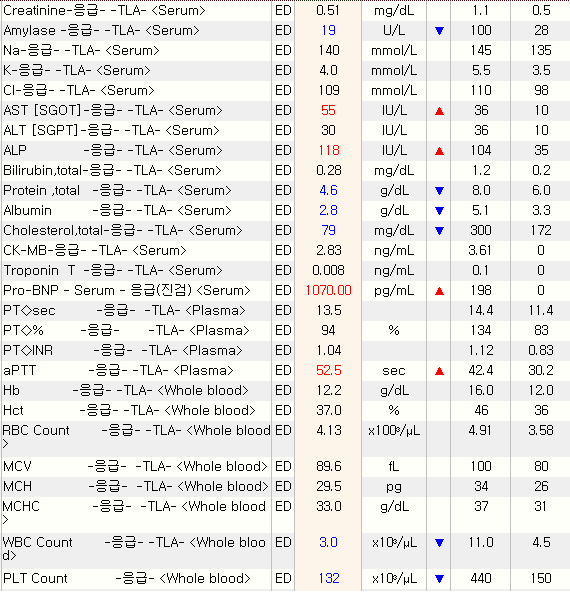 Creatinine-응급- -TLA- <Serum> ED 0.51 mg/dL 1.1 0.5
Amylase -응급- -TLA- <Serum> ED 19 U/L ▼ 100 28
Na-응급- -TLA- <Serum> ED 140 mmol/L 145 135
K-응급- -TLA- <Serum> ED 4.0 mmol/L 5.5 3.5
Cl-응급- -TLA- <Serum> ED 109 mmol/L 110 98
AST [SGOT]-응급- -TLA- <Serum> ED 55 IU/L ▲ 36 10
ALT [SGPT]-응급- -TLA- <Serum> ED 30 IU/L 36 10
ALP -응급- -TLA- <Serum> ED 118 IU/L ▲ 104 35
Bilirubin,total-응급- -TLA- <Serum> ED 0.28 mg/dL 1.2 0.2
Protein ,total -응급- -TLA- <Serum> ED 4.6 g/dL ▼ 8.0 6.0
Albumin -응급- -TLA- <Serum> ED 2.8 g/dL ▼ 5.1 3.3
Cholesterol,total-응급- -TLA- <Serum> ED 79 mg/dL ▼ 300 172
CK-MB-응급- -TLA- <Serum> ED 2.83 ng/mL 3.61 0
Troponin T -응급- -TLA- <Serum> ED 0.008 ng/mL 0.1 0
Pro-BNP - Serum - 응급(진검) <Serum> ED 1070.00 pg/mL ▲ 198 0
PT◇sec -응급- -TLA- <Plasma> ED 13.5 14.4 11.4
PT◇% -응급- -TLA- <Plasma> ED 94 % 134 83
PT◇INR -응급- -TLA- <Plasma> ED 1.04 1.12 0.83
aPTT -응급- -TLA- <Plasma> ED 52.5 sec ▲ 42.4 30.2
Hb -응급- -TLA- <Whole blood> ED 12.2 g/dL 16.0 12.0
Hct -응급- -TLA- <Whole blood> ED 37.0 % 46 36
RBC Count -응급- -TLA- <Whole blood ED 4.13 x10⁶/μL 4.91 3.58
>
MCV -응급- -TLA- <Whole blood> ED 89.6 fL 100 80
MCH -응급- -TLA- <Whole blood> ED 29.5 pg 34 26
MCHC -응급- -TLA- <Whole blood ED 33.0 g/dL 37 31
>
WBC Count -응급- -TLA- <Whole bloo ED 3.0 x10³/μL ▼ 11.0 4.5
d>
PLT Count -응급- -TLA- <Whole blood> ED 132 x10³/μL ▼ 440 150